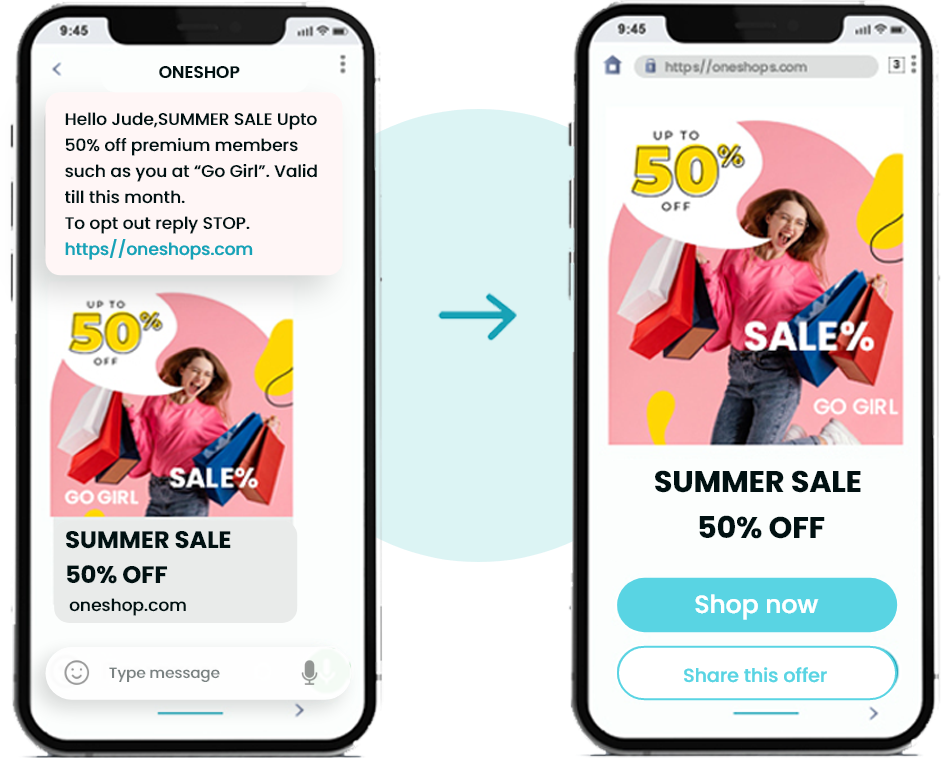 9:45
ONESHOP
Hello Jude,SUMMER SALE Upto
50% off premium members
such as you at “Go Girl”. Valid
till this month.
To opt out reply STOP.
https//oneshops.com
UP TO
50%
OFF
SALE%
GO GIRL
SUMMER SALE
50% OFF
oneshop.com
Type message
9:45
https//oneshops.com
3
UP TO
50%
OFF
SALE%
GO GIRL
SUMMER SALE
50% OFF
Shop now
Share this offer